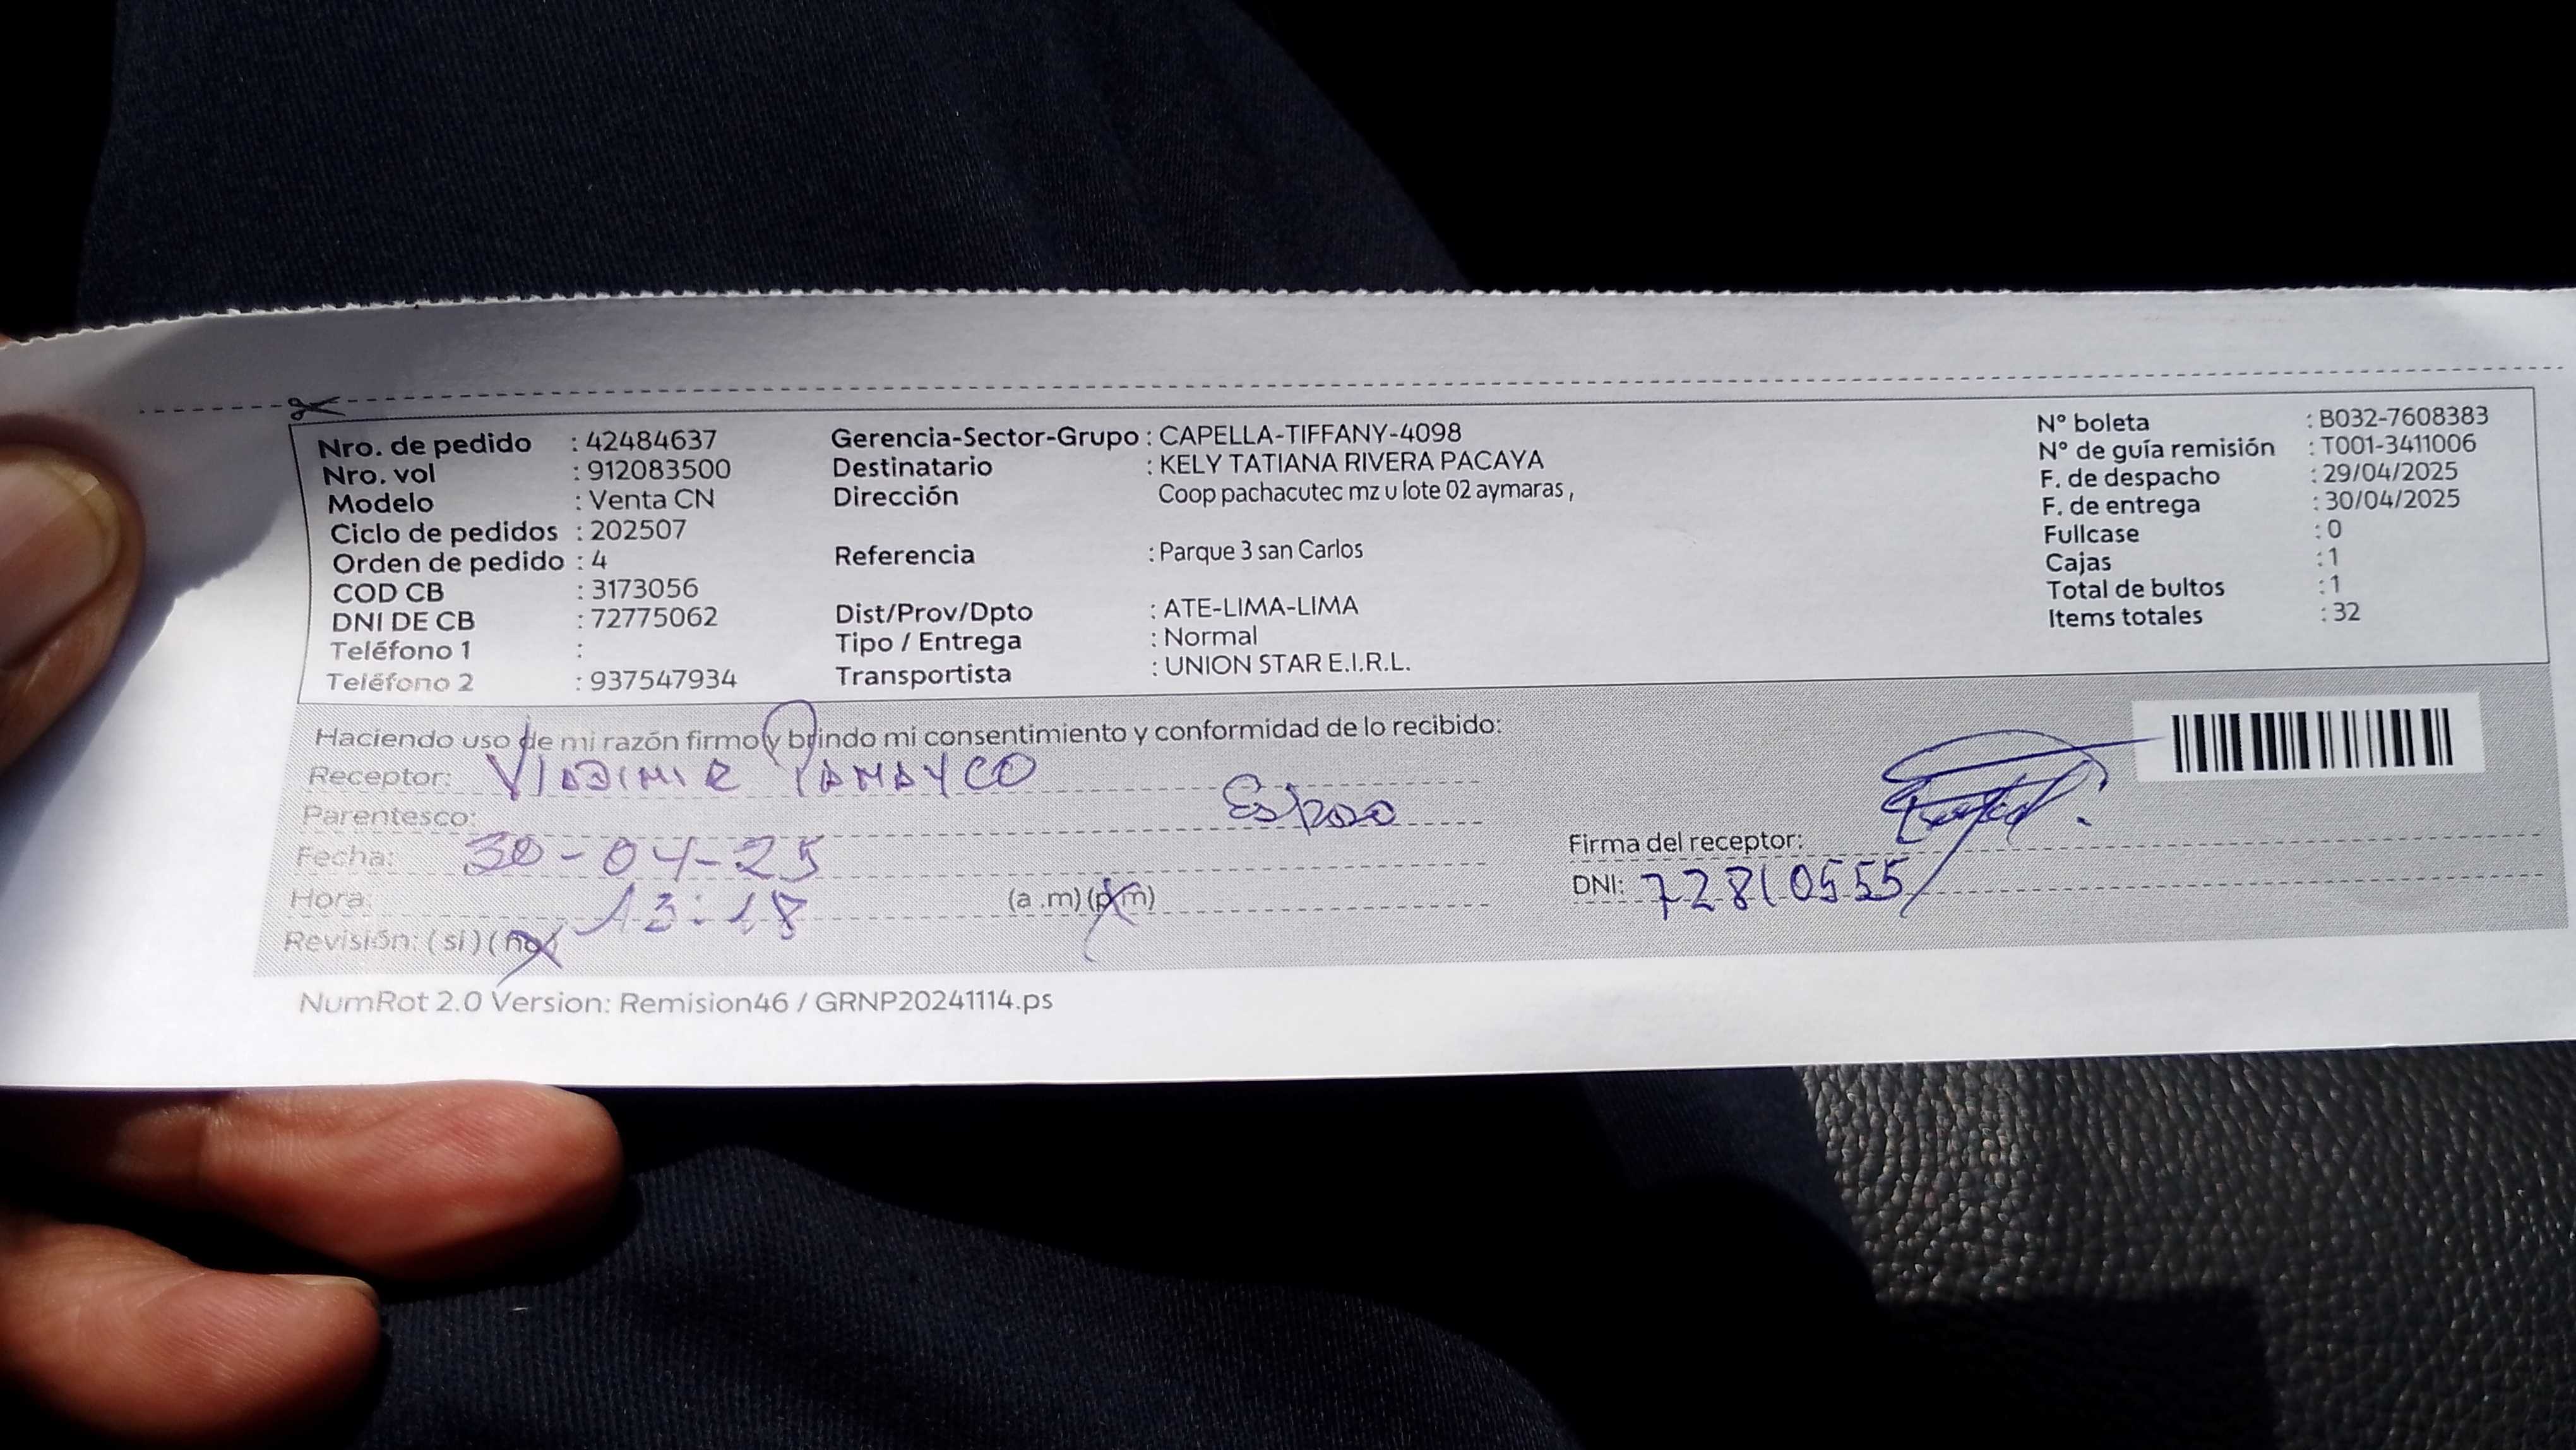 Nro. de pedido : 42484637
Nro. vol : 912083500
Modelo : Venta CN
Ciclo de pedidos : 202507
Orden de pedido : 4
COD CB : 3173056
DNI DE CB : 72775062
Teléfono 1 :
Teléfono 2 : 937547934
Gerencia-Sector-Grupo : CAPELLA-TIFFANY-4098
Destinatario : KELY TATIANA RIVERA PACAYA
Dirección Coop pachacutec mz u lote 02 aymaras ,
Referencia : Parque 3 san Carlos
Dist/Prov/Dpto : ATE-LIMA-LIMA
Tipo / Entrega : Normal
Transportista : UNION STAR E.I.R.L.
N° boleta : B032-7608383
N° de guía remisión : T001-3411006
F. de despacho : 29/04/2025
F. de entrega : 30/04/2025
Fullcase : 0
Cajas : 1
Total de bultos : 1
Items totales : 32
Haciendo uso de mi razón firmo y brindo mi consentimiento y conformidad de lo recibido:
Receptor: VLADIMIR
Parentesco: Esposo
Fecha: 30-04-25
Hora: 13:18 (a .m) (p.m)
Revisión: (si) (no)
Firma del receptor:
DNI: 72810555
NumRot 2.0 Version: Remision46 / GRNP20241114.ps